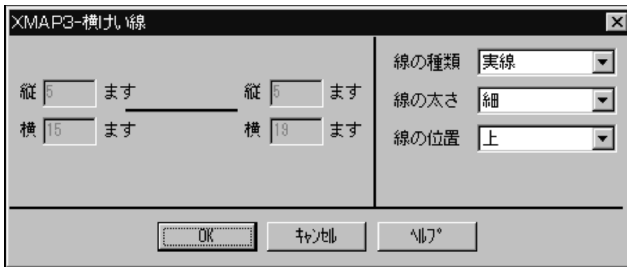 XMAP3-横けい線
縦 5 ます 縦 5 ます
横 15 ます 横 19 ます
線の種類 実線
線の太さ 細
線の位置 上
OK ｷｬﾝｾﾙ ﾍﾙﾌﾟ